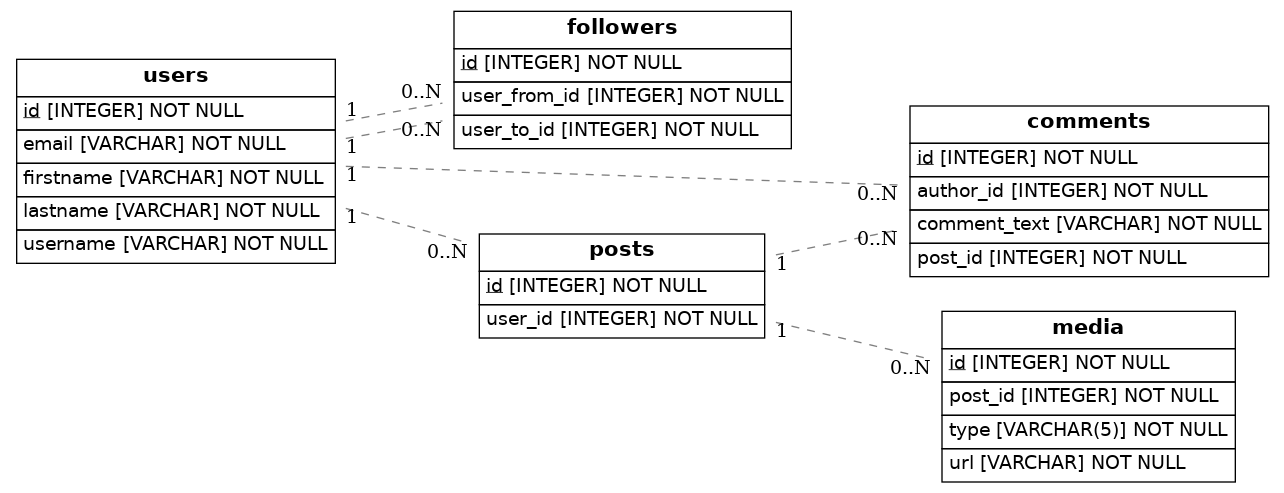 users
id [INTEGER] NOT NULL
email [VARCHAR] NOT NULL
firstname [VARCHAR] NOT NULL
lastname [VARCHAR] NOT NULL
username [VARCHAR] NOT NULL
followers
id [INTEGER] NOT NULL
user_from_id [INTEGER] NOT NULL
user_to_id [INTEGER] NOT NULL
0..N
1
0..N
1
1
0..N
1
0..N
posts
id [INTEGER] NOT NULL
user_id [INTEGER] NOT NULL
0..N
1
1
0..N
comments
id [INTEGER] NOT NULL
author_id [INTEGER] NOT NULL
comment_text [VARCHAR] NOT NULL
post_id [INTEGER] NOT NULL
media
id [INTEGER] NOT NULL
post_id [INTEGER] NOT NULL
type [VARCHAR(5)] NOT NULL
url [VARCHAR] NOT NULL